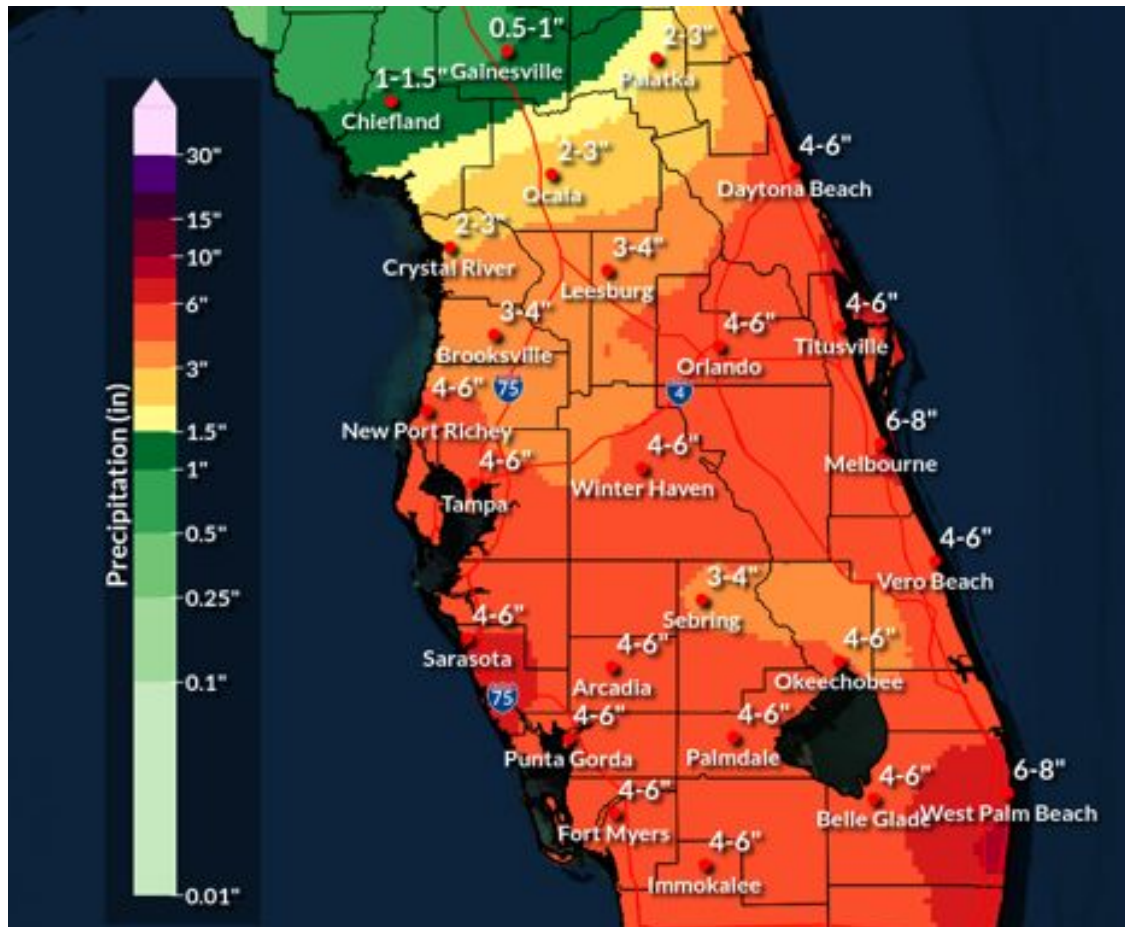 0.5-1"
Gainesville
2-3"
Palatka
1-1.5"
Chiefland
4-6"
Daytona Beach
2-3"
Ocala
2-3"
Crystal River
3-4"
Leesburg
3-4"
Brooksville
4-6"
Orlando
4-6"
Titusville
75
4
4-6"
New Port Richey
6-8"
Melbourne
4-6"
Tampa
4-6"
Winter Haven
4-6"
Vero Beach
3-4"
Sebring
4-6"
Sarasota
4-6"
Arcadia
4-6"
Okeechobee
75
4-6"
Punta Gorda
4-6"
Palmdale
4-6"
Belle Glade
6-8"
West Palm Beach
4-6"
Fort Myers
4-6"
Immokalee
Precipitation (in)
30"
15"
10"
6"
3"
1.5"
1"
0.5"
0.25"
0.1"
0.01"